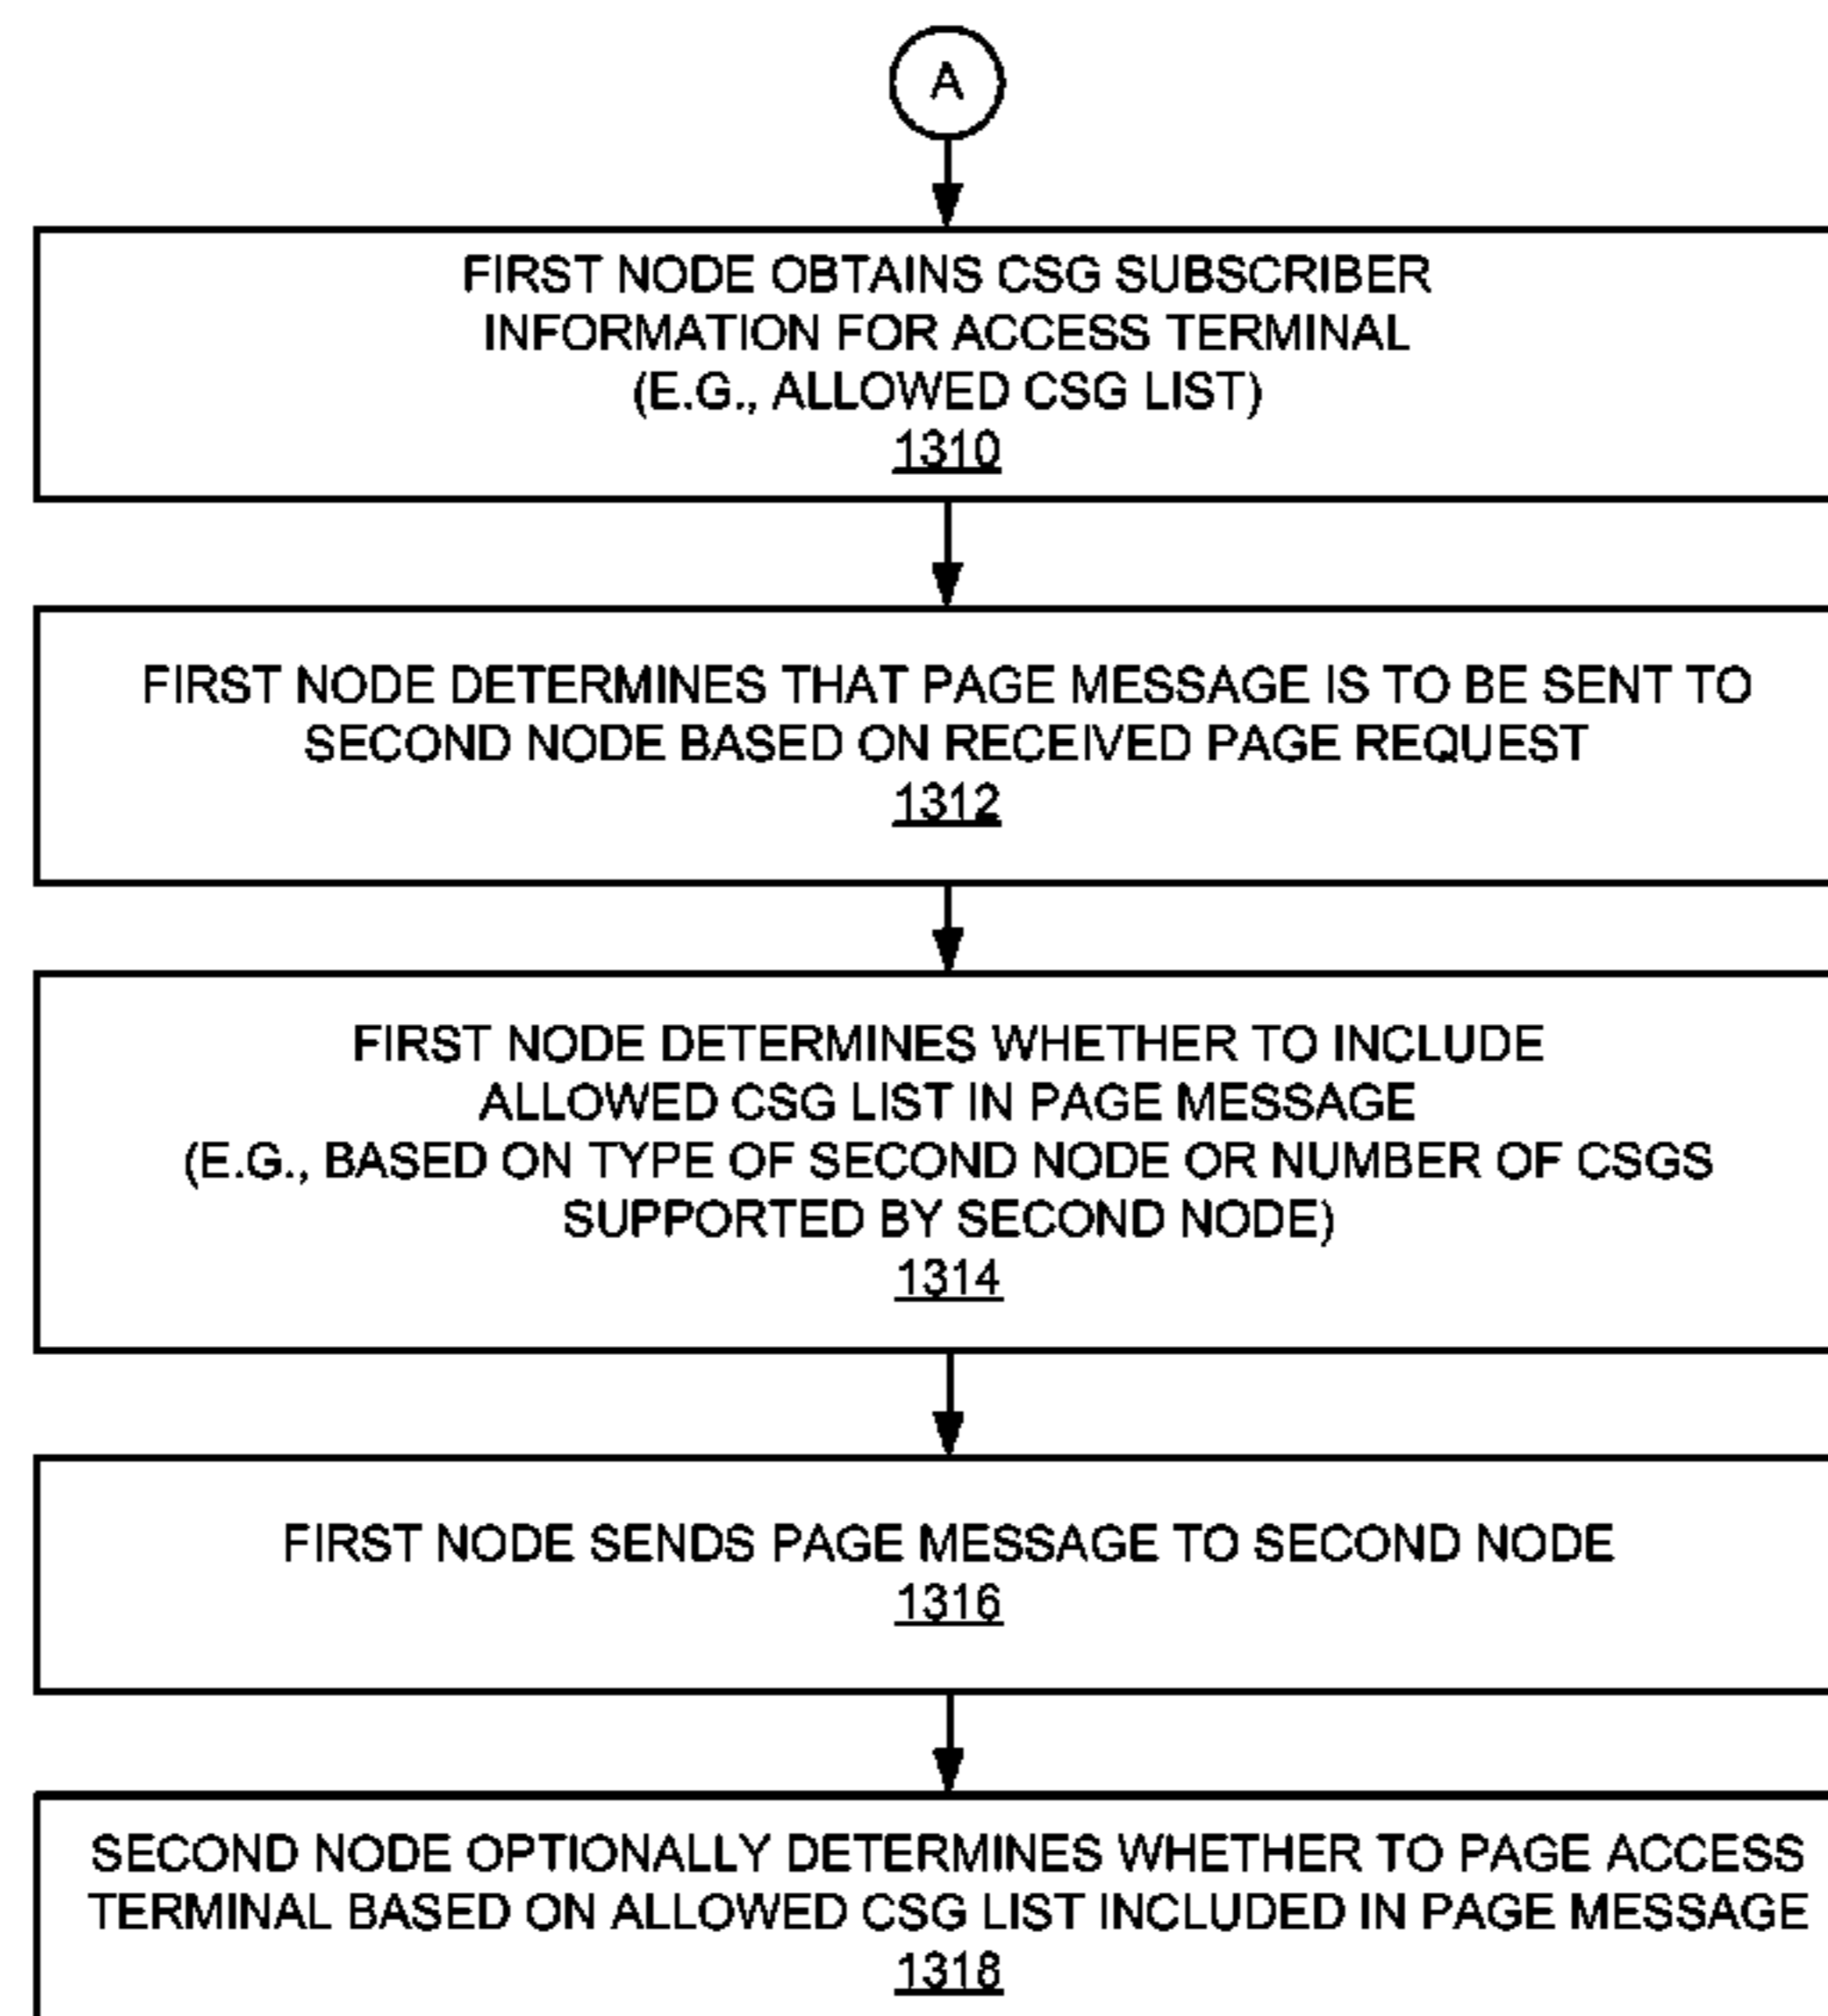 A
FIRST NODE OBTAINS CSG SUBSCRIBER
INFORMATION FOR ACCESS TERMINAL
(E.G., ALLOWED CSG LIST)
1310
FIRST NODE DETERMINES THAT PAGE MESSAGE IS TO BE SENT TO
SECOND NODE BASED ON RECEIVED PAGE REQUEST
1312
FIRST NODE DETERMINES WHETHER TO INCLUDE
ALLOWED CSG LIST IN PAGE MESSAGE
(E.G., BASED ON TYPE OF SECOND NODE OR NUMBER OF CSGS
SUPPORTED BY SECOND NODE)
1314
FIRST NODE SENDS PAGE MESSAGE TO SECOND NODE
1316
SECOND NODE OPTIONALLY DETERMINES WHETHER TO PAGE ACCESS
TERMINAL BASED ON ALLOWED CSG LIST INCLUDED IN PAGE MESSAGE
1318